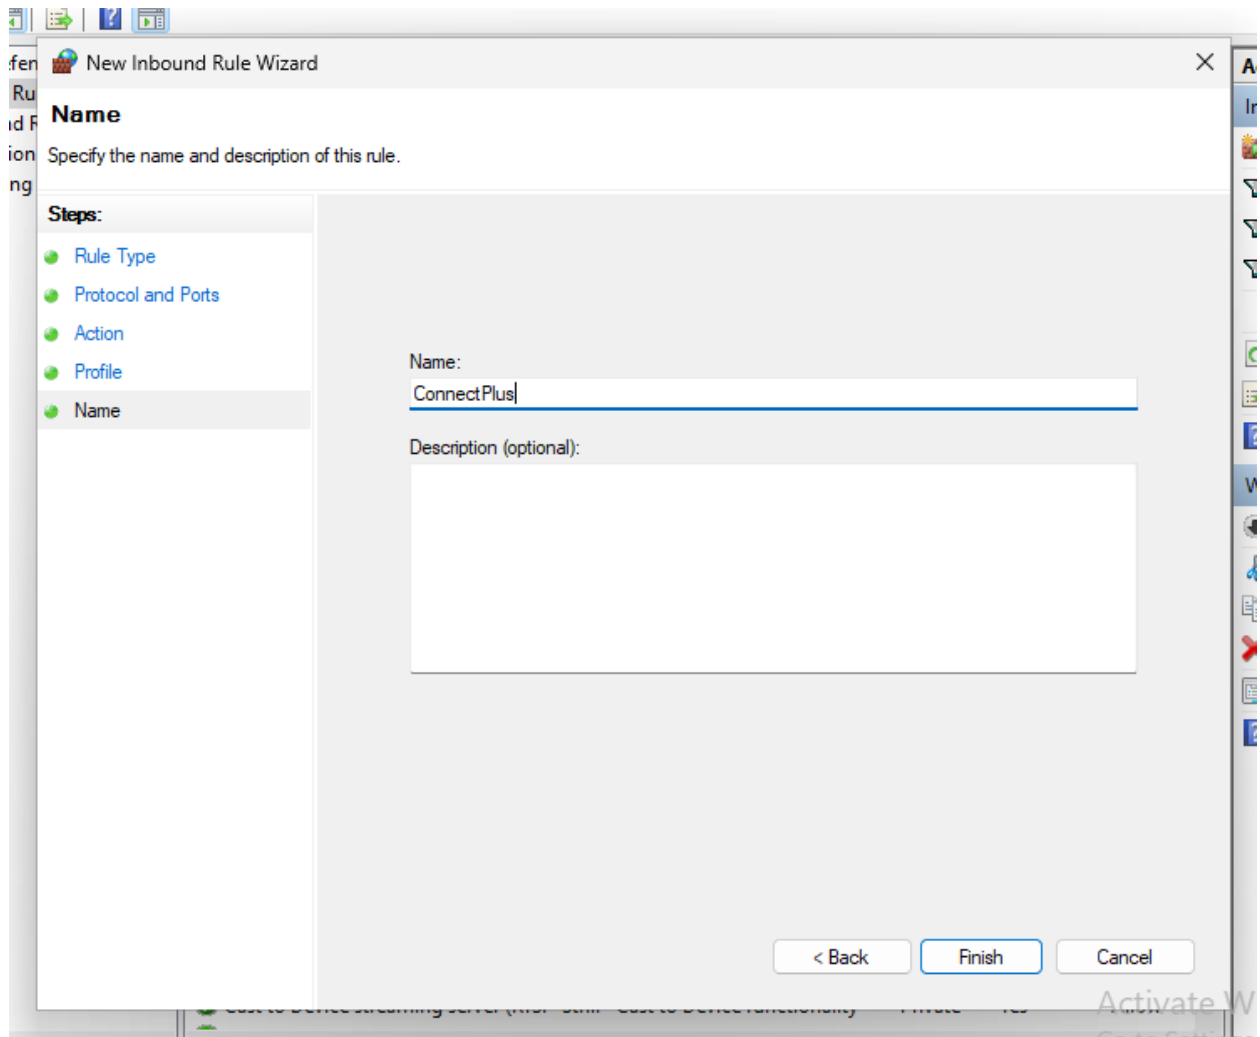 New Inbound Rule Wizard
Name
Specify the name and description of this rule.
Steps:
Rule Type
Protocol and Ports
Action
Profile
Name
Name:
ConnectPlus
Description (optional):
< Back
Finish
Cancel
Activate W